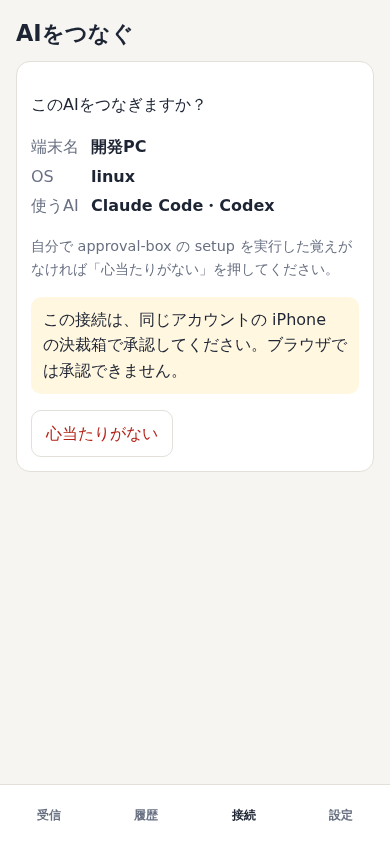 AIをつなぐ
このAIをつなぎますか？
端末名 開発PC
OS linux
使うAI Claude Code・Codex
自分で approval-box の setup を実行した覚えが
なければ「心当たりがない」を押してください。
この接続は、同じアカウントの iPhone
の決裁箱で承認してください。ブラウザで
は承認できません。
心当たりがない
受信 履歴 接続 設定